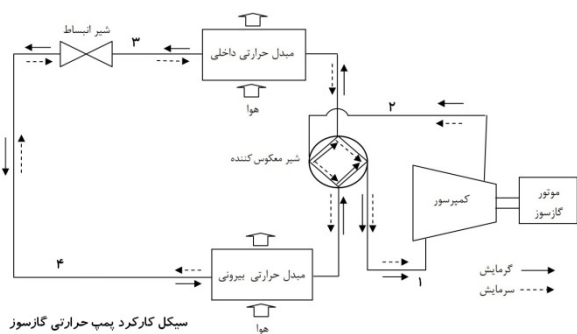 شیر انبساط
۳
مبدل حرارتی داخلی
هوا
۲
شیر معکوس کننده
کمپرسور
موتور
گازسوز
۴
مبدل حرارتی بیرونی
۱
گرمایش
سرمایش
هوا
سیکل کارکرد پمپ حرارتی گازسوز